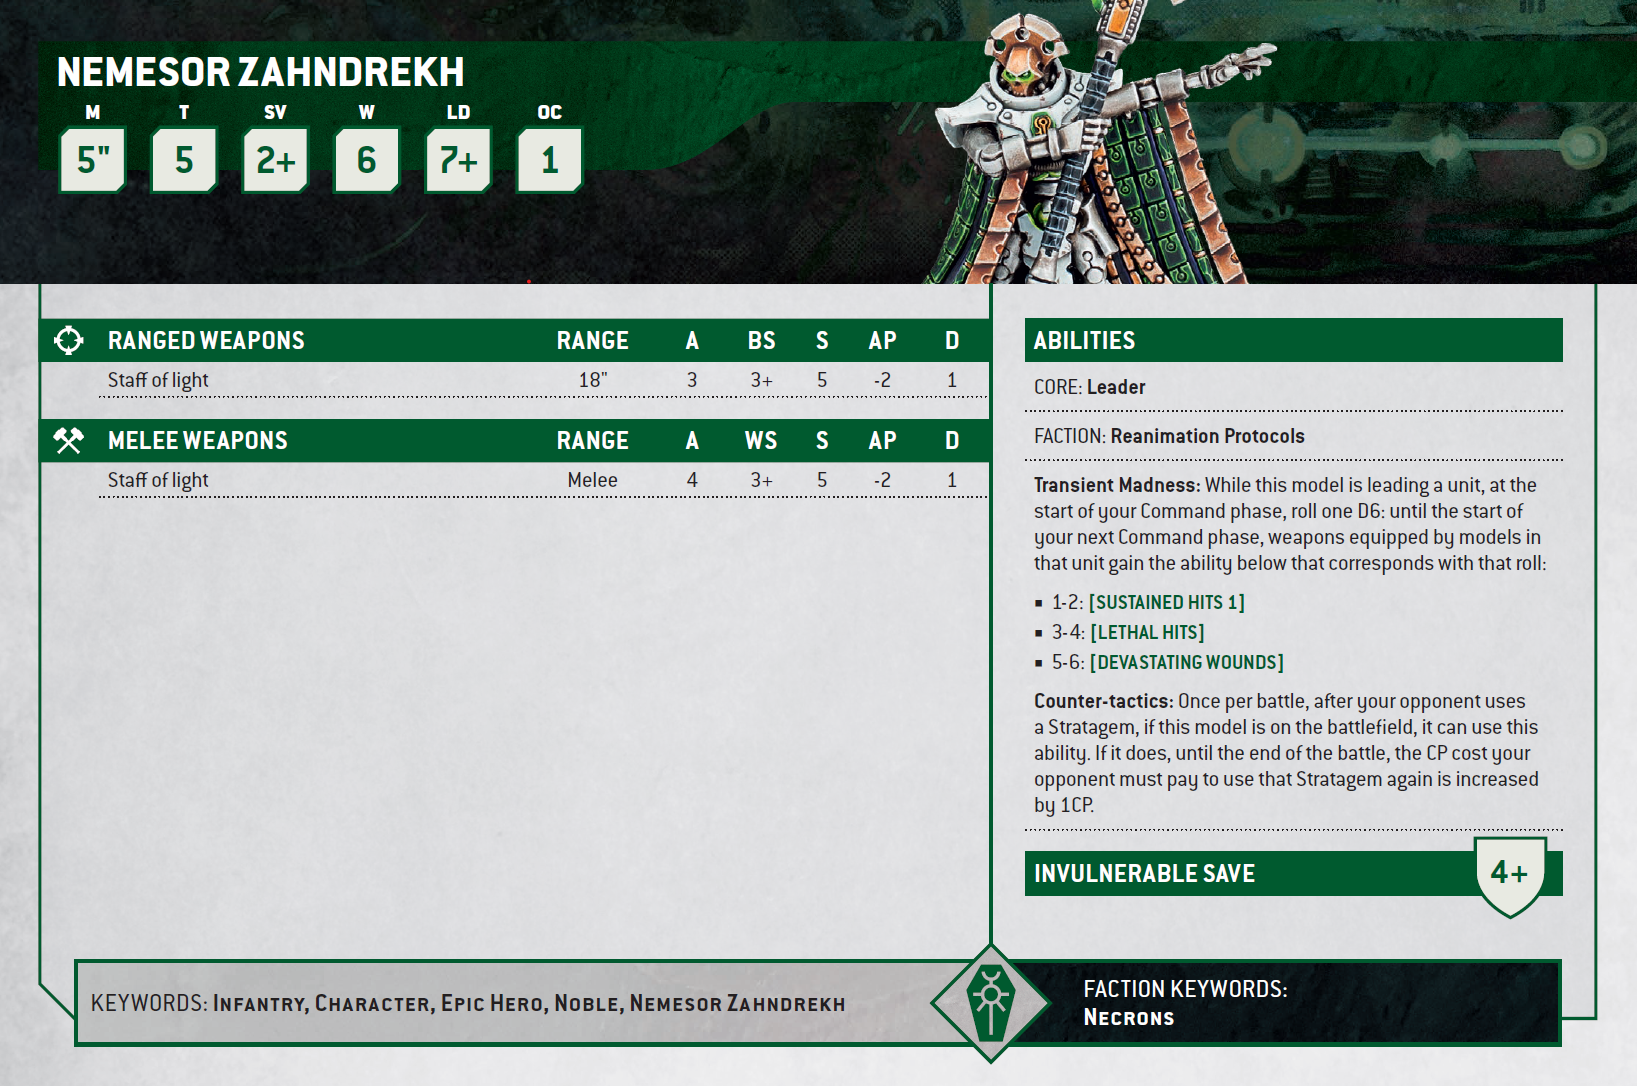 NEMESOR ZAHNDREKH
M T SV W LD OC
5" 5 2+ 6 7+ 1
RANGED WEAPONS RANGE A BS S AP D
Staff of light 18" 3 3+ 5 -2 1
MELEE WEAPONS RANGE A WS S AP D
Staff of light Melee 4 3+ 5 -2 1
ABILITIES
CORE: Leader
FACTION: Reanimation Protocols
Transient Madness: While this model is leading a unit, at the
start of your Command phase, roll one D6: until the start of
your next Command phase, weapons equipped by models in
that unit gain the ability below that corresponds with that roll:
▪ 1-2: [SUSTAINED HITS 1]
▪ 3-4: [LETHAL HITS]
▪ 5-6: [DEVASTATING WOUNDS]
Counter-tactics: Once per battle, after your opponent uses
a Stratagem, if this model is on the battlefield, it can use this
ability. If it does, until the end of the battle, the CP cost your
opponent must pay to use that Stratagem again is increased
by 1CP.
INVULNERABLE SAVE 4+
KEYWORDS: INFANTRY, CHARACTER, EPIC HERO, NOBLE, NEMESOR ZAHNDREKH
FACTION KEYWORDS:
NECRONS